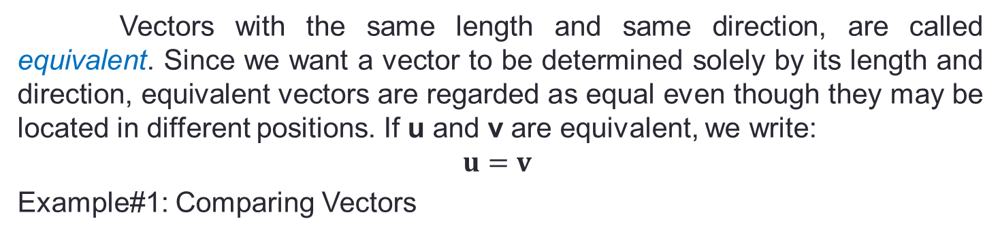 Vectors with the same length and same direction, are called
equivalent. Since we want a vector to be determined solely by its length and
direction, equivalent vectors are regarded as equal even though they may be
located in different positions. If u and v are equivalent, we write:
u = v
Example#1: Comparing Vectors